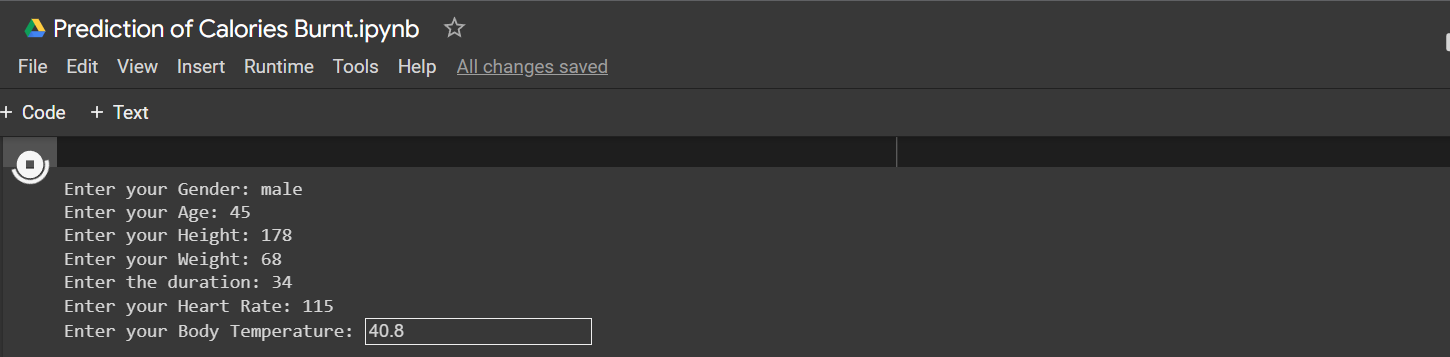 Prediction of Calories Burnt.ipynb
File Edit View Insert Runtime Tools Help All changes saved
+ Code + Text
Enter your Gender: male
Enter your Age: 45
Enter your Height: 178
Enter your Weight: 68
Enter the duration: 34
Enter your Heart Rate: 115
Enter your Body Temperature: 40.8